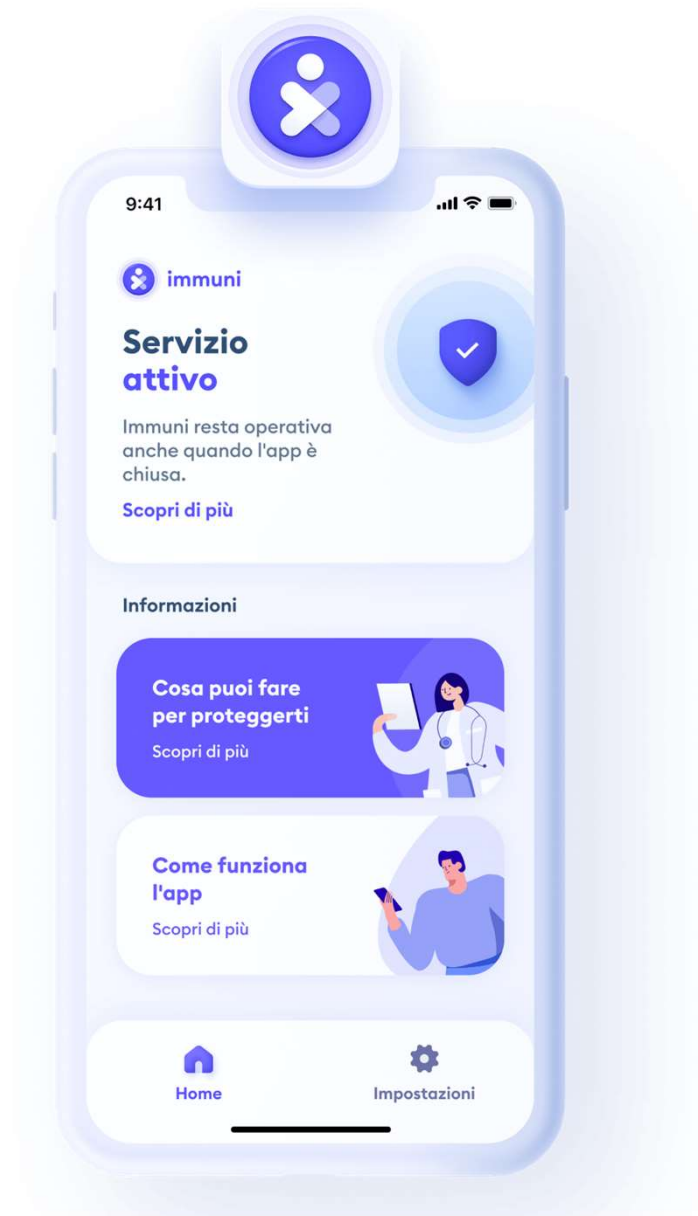 9:41
immuni
Servizio
attivo
Immuni resta operativa
anche quando l'app è
chiusa.
Scopri di più
Informazioni
Cosa puoi fare
per proteggerti
Scopri di più
Come funziona
l'app
Scopri di più
Home
Impostazioni